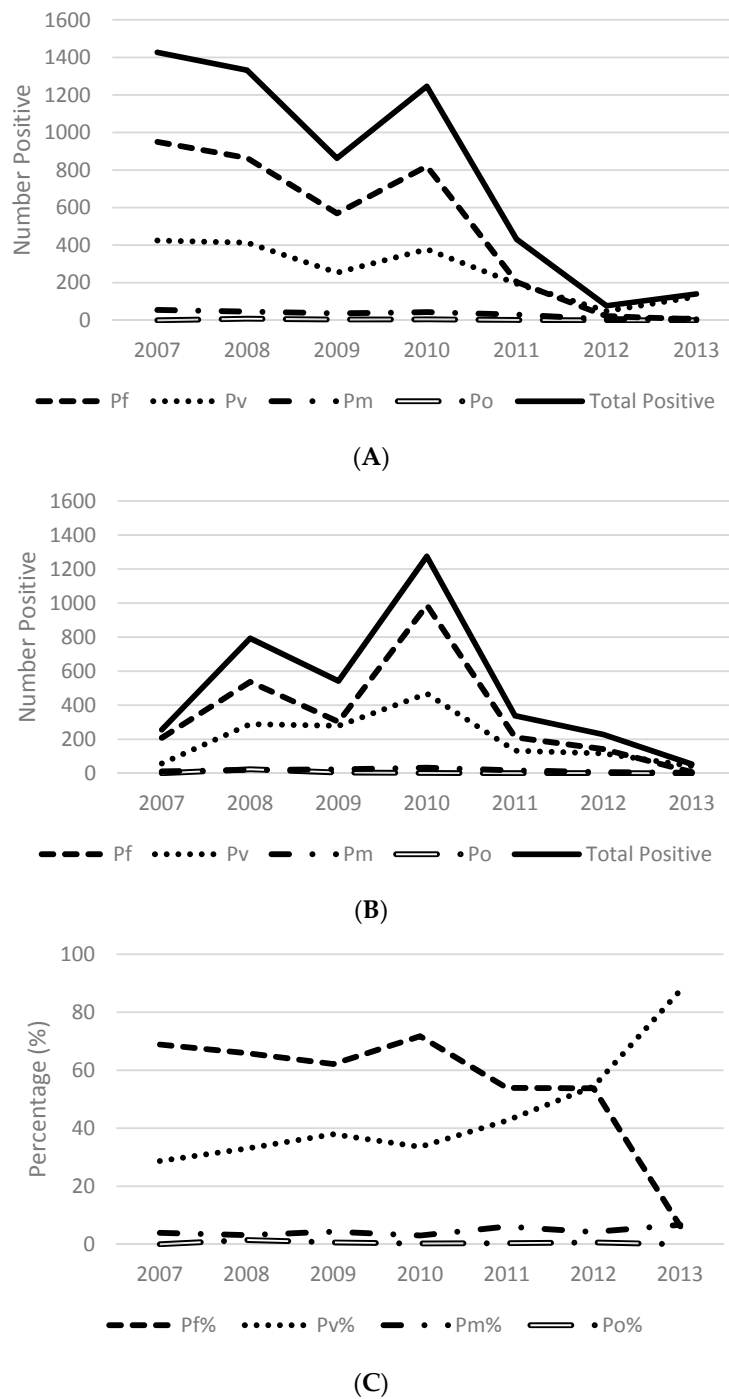 1600
1400
1200
1000
800
600
400
200
0
Number Positive
2007 2008 2009 2010 2011 2012 2013
Pf Pv Pm Po Total Positive
(A)
1600
1400
1200
1000
800
600
400
200
0
Number Positive
2007 2008 2009 2010 2011 2012 2013
Pf Pv Pm Po Total Positive
(B)
100
80
60
40
20
0
Percentage (%)
2007 2008 2009 2010 2011 2012 2013
Pf% Pv% Pm% Po%
(C)